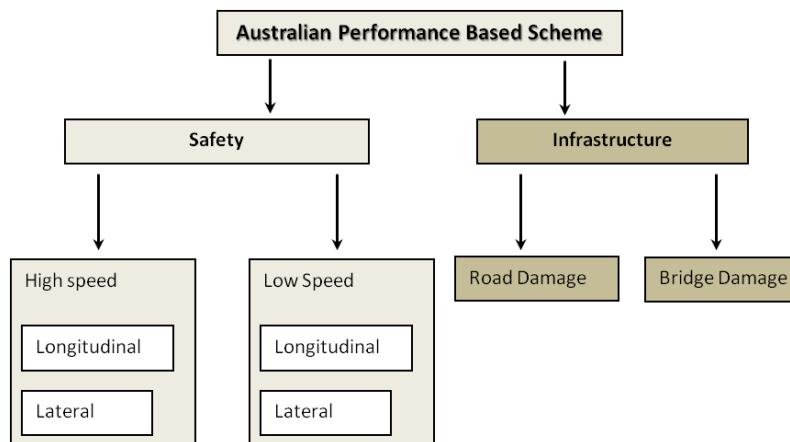 Australian Performance Based Scheme
Safety
Infrastructure
High speed
Longitudinal
Lateral
Low Speed
Longitudinal
Lateral
Road Damage
Bridge Damage